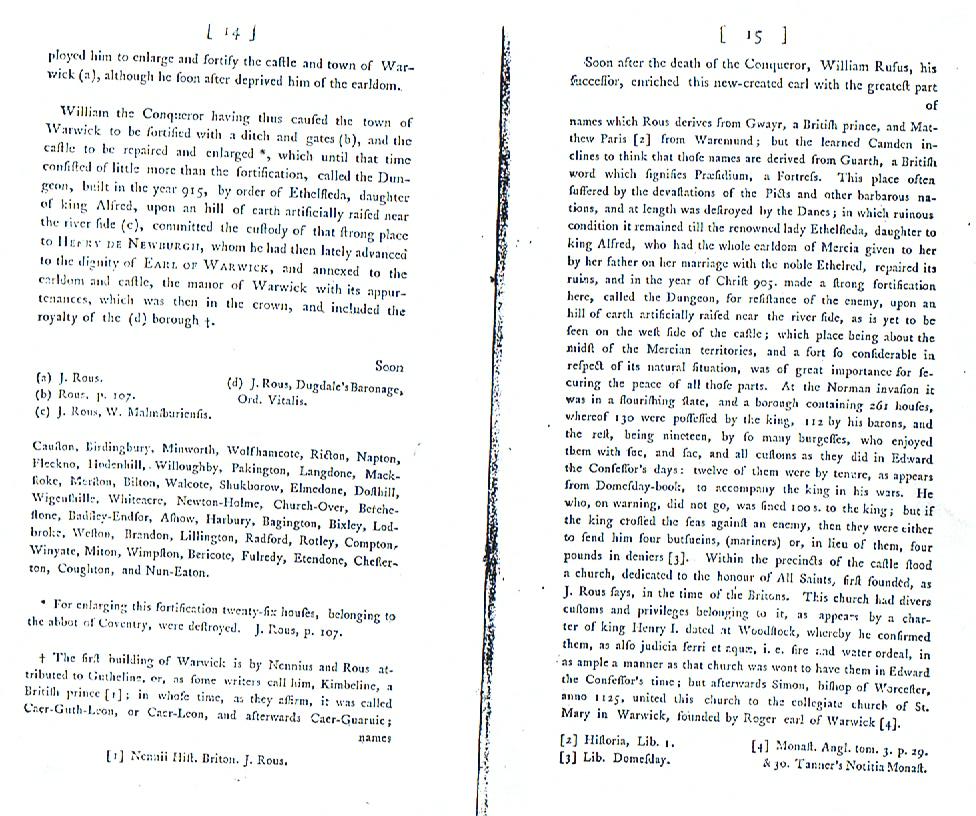 [ 14 ]
ployed him to enlarge and fortify the caſtle and town of War-
wick (a), although he ſoon after deprived him of the earldom.
William the Conqueror having thus cauſed the town of
Warwick to be fortified with a ditch and gates (b), and the
caſtle to be repaired and enlarged *, which until that time
conſiſted of little more than the fortification, called the Dun-
geon, built in the year 915, by order of Ethelfleda, daughter
of king Alfred, upon an hill of earth artificially raiſed near
the river ſide (c), committed the cuſtody of that ſtrong place
to HENRY DE NEWBURGH, whom he had then lately advanced
to the dignity of EARL OF WARWICK, and annexed to the
earldom and caſtle, the manor of Warwick with its appur-
tenances, which was then in the crown, and included the
royalty of the (d) borough †.
Soon
(a) J. Rous.
(b) Rous. p. 107.
(c) J. Rous, W. Malmſburienſis.
(d) J. Rous, Dugdale's Baronage,
Ord. Vitalis.
Cauſton, Birdingbury, Minworth, Wolfhamcote, Ricton, Napton,
Fleckno, Hodenhill, Willoughby, Pakington, Langdone, Mack-
ſtoke, Merſton, Bilton, Walcote, Shukborow, Elmedone, Doſthill,
Wigenſhille, Whiteacre, Newton-Holme, Church-Over, Betche-
ſtone, Baddley-Endſor, Aſhow, Harbury, Bagington, Bixley, Lod-
broke, Weſton, Brandon, Lillington, Radford, Rotley, Compton-
Winyate, Miton, Wimpſton, Bericote, Fulredy, Etendone, Cheſter-
ton, Coughton, and Nun-Eaton.
* For enlarging this fortification twenty-ſix houſes, belonging to
the abbot of Coventry, were deſtroyed. J. Rous, p. 107.
† The firſt building of Warwick is by Nennius and Rous at-
tributed to Gutheline, or, as ſome writers call him, Kimbeline, a
Britiſh prince [1]; in whoſe time, as they affirm, it was called
Caer-Guth-Leon, or Caer-Leon, and afterwards Caer-Guaruic;
names
[1] Nennii Hiſt. Briton. J. Rous.
[ 15 ]
Soon after the death of the Conqueror, William Rufus, his
ſucceſſor, enriched this new-created earl with the greateſt part
of
names which Rous derives from Gwayr, a Britiſh prince, and Mat-
thew Paris [2] from Waremund; but the learned Camden in-
clines to think that thoſe names are derived from Guarth, a Britiſh
word which ſignifies Præſidium, a Fortreſs. This place often
ſuffered by the devaſtations of the Picts and other barbarous na-
tions, and at length was deſtroyed by the Danes; in which ruinous
condition it remained till the renowned lady Ethelfleda, daughter to
king Alfred, who had the whole earldom of Mercia given to her
by her father on her marriage with the noble Ethelred, repaired its
ruins, and in the year of Chriſt 905. made a ſtrong fortification
here, called the Dungeon, for reſiſtance of the enemy, upon an
hill of earth artificially raiſed near the river ſide, as is yet to be
ſeen on the weſt ſide of the caſtle; which place being about the
midſt of the Mercian territories, and a fort ſo conſiderable in
reſpect of its natural ſituation, was of great importance for ſe-
curing the peace of all thoſe parts. At the Norman invaſion it
was in a flouriſhing ſtate, and a borough containing 261 houſes,
whereof 130 were poſſeſſed by the king, 112 by his barons, and
the reſt, being nineteen, by ſo many burgeſſes, who enjoyed
them with ſec, and ſac, and all cuſtoms as they did in Edward
the Confeſſor's days: twelve of them were by tenure, as appears
from Domeſday-book, to accompany the king in his wars. He
who, on warning, did not go, was fined 100s. to the king; but if
the king croſſed the ſeas againſt an enemy, then they were either
to ſend him four butſucins, (mariners) or, in lieu of them, four
pounds in deniers [3]. Within the precincts of the caſtle ſtood
a church, dedicated to the honour of All Saints, firſt founded, as
J. Rous ſays, in the time of the Britons. This church had divers
cuſtoms and privileges belonging to it, as appears by a char-
ter of king Henry I. dated at Woodſtock, whereby he confirmed
them, as alſo judicia ferri et aquæ, i. e. fire and water ordeal, in
as ample a manner as that church was wont to have them in Edward
the Confeſſor's time; but afterwards Simon, biſhop of Worceſter,
anno 1125, united this church to the collegiate church of St.
Mary in Warwick, founded by Roger earl of Warwick [4].
[2] Hiſtoria, Lib. 1.
[3] Lib. Domeſday.
[4] Monaſt. Angl. tom. 3. p. 29.
& 30. Tanner's Notitia Monaſt.